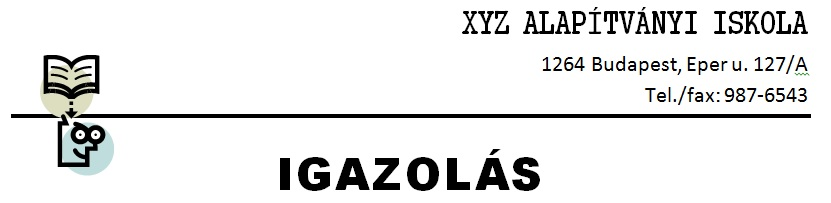 XYZ ALAPÍTVÁNYI ISKOLA
1264 Budapest, Eper u. 127/A
Tel./fax: 987-6543
IGAZOLÁS